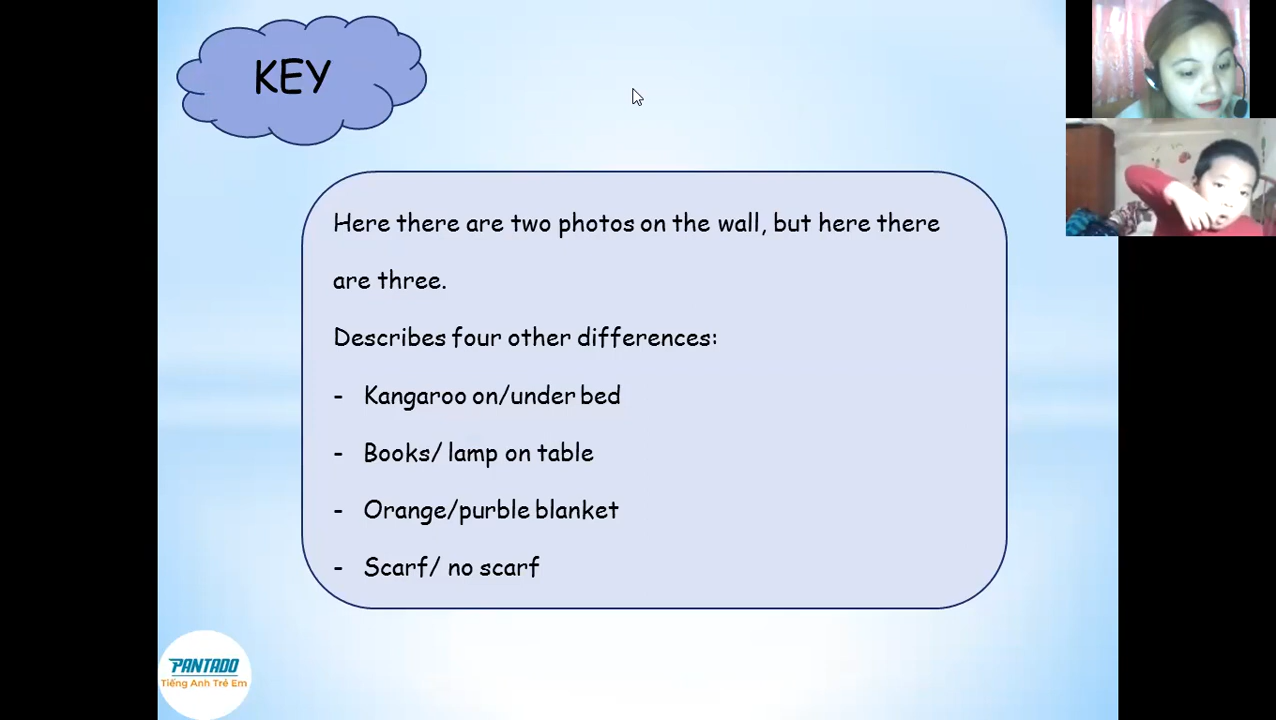 KEY
Here there are two photos on the wall, but here there
are three.
Describes four other differences:
- Kangaroo on/under bed
- Books/ lamp on table
- Orange/purble blanket
- Scarf/ no scarf
PANTADO
Tiếng Anh Trẻ Em